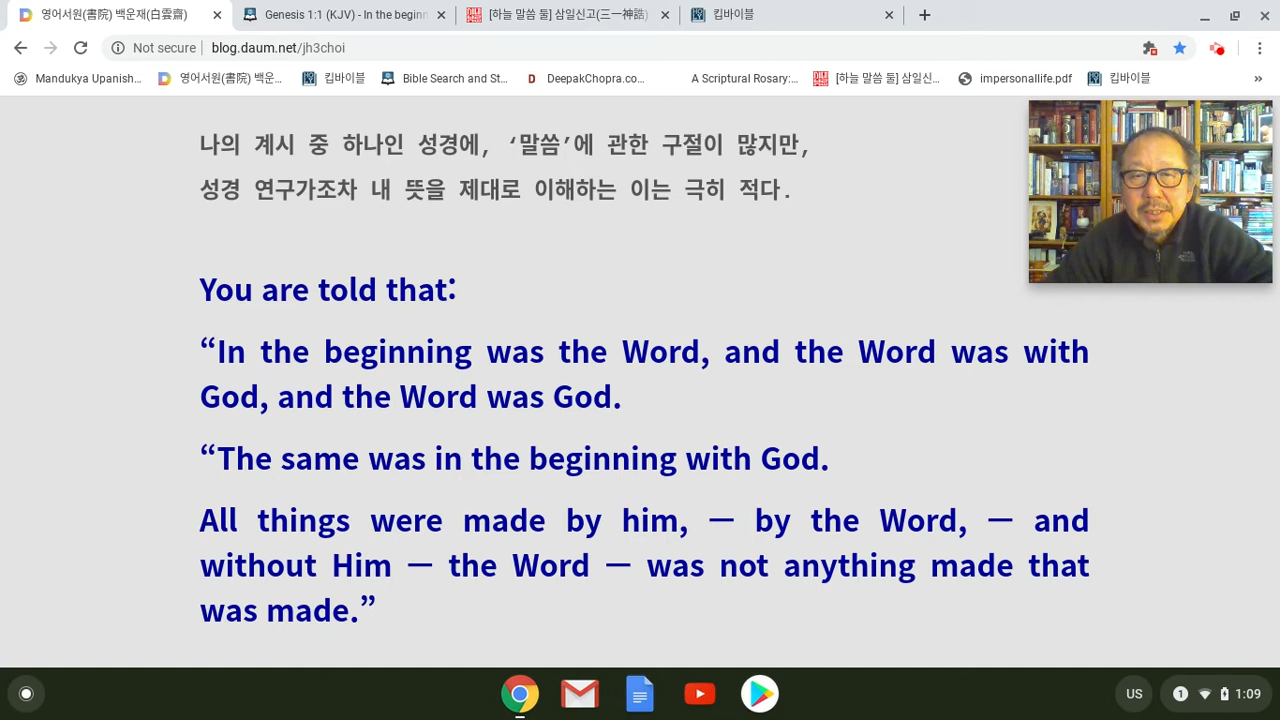 영어서원(書院) 백운재(白雲齋)
Genesis 1:1 (KJV) - In the beginn
[하늘 말씀 둘] 삼일신고(三一神誥)
킵바이블
Not secure
blog.daum.net/jh3choi
Mandukya Upanish...
영어서원(書院) 백운...
킵바이블
Bible Search and St...
DeepakChopra.co...
A Scriptural Rosary:...
[하늘 말씀 둘] 삼일신...
impersonallife.pdf
킵바이블
»
나의 계시 중 하나인 성경에, ‘말씀’에 관한 구절이 많지만,
성경 연구가조차 내 뜻을 제대로 이해하는 이는 극히 적다.
You are told that:
“In the beginning was the Word, and the Word was with
God, and the Word was God.
“The same was in the beginning with God.
All things were made by him, — by the Word, — and
without Him — the Word — was not anything made that
was made.”
US
1
1:09